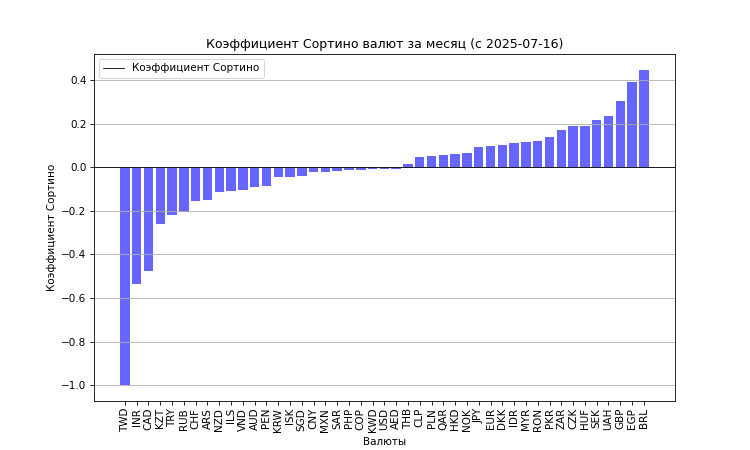 Коэффициент Сортино валют за месяц (с 2025-07-16)
Коэффициент Сортино
0.4
0.2
0.0
−0.2
−0.4
−0.6
−0.8
−1.0
Коэффициент Сортино
TWD INR CAD KZT TRY RUB CHF ARS NZD ILS VND AUD PEN KRW ISK SGD CNY MXN SAR PHP COP KWD USD AED THB CLP PLN QAR HKD NOK JPY EUR DKK IDR MYR RON PKR ZAR CZK HUF SEK UAH GBP EGP BRL
Валюты